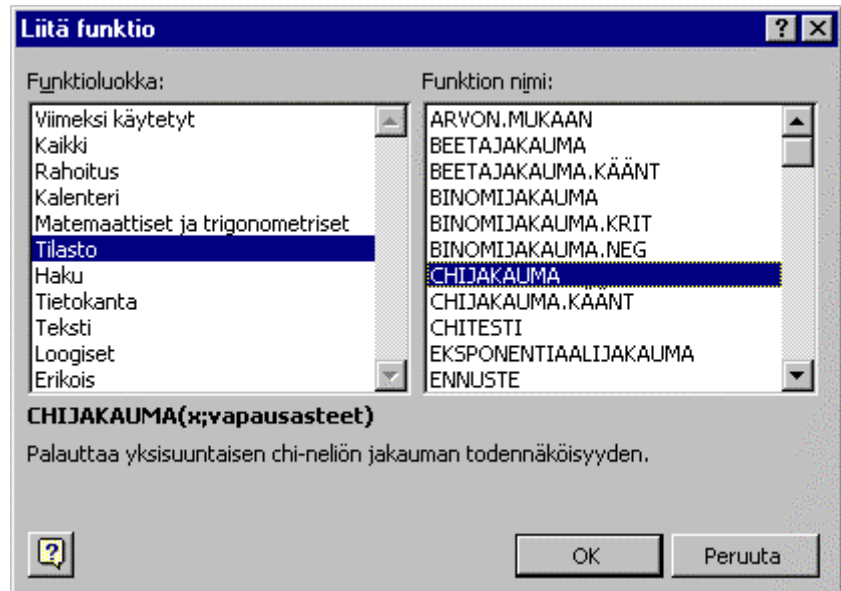 Liitä funktio
Funktioluokka:
Viimeksi käytetyt
Kaikki
Rahoitus
Kalenteri
Matemaattiset ja trigonometriset
Tilasto
Haku
Tietokanta
Teksti
Loogiset
Erikois
Funktion nimi:
ARVON.MUKAAN
BEETAJAKAUMA
BEETAJAKAUMA.KÄÄNT
BINOMIJAKAUMA
BINOMIJAKAUMA.KRIT
BINOMIJAKAUMA.NEG
CHIJAKAUMA
CHIJAKAUMA.KÄÄNT
CHITESTI
EKSPONENTIAALIJAKAUMA
ENNUSTE
CHIJAKAUMA(x;vapausasteet)
Palauttaa yksisuuntaisen chi-neliön jakauman todennäköisyyden.
OK
Peruuta